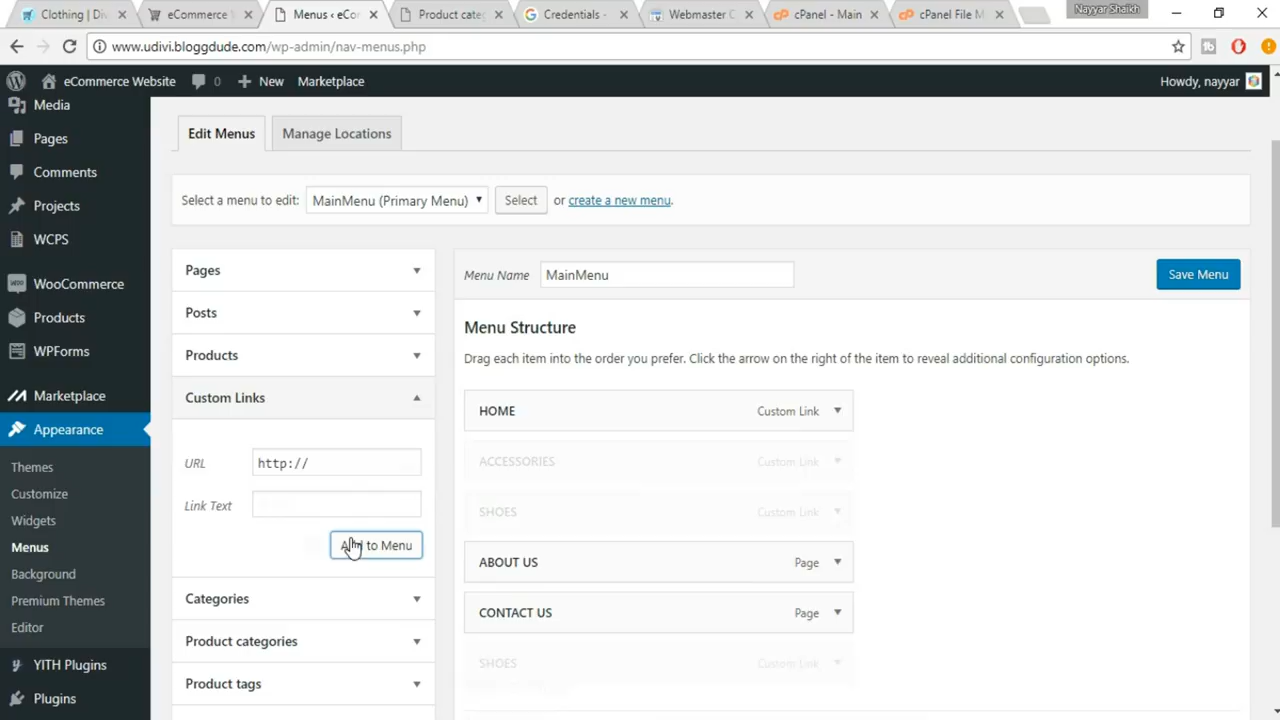 Clothing | Div
eCommerce
Menus ‹ eCor
Product categ
Credentials -
Webmaster C
cPanel - Main
cPanel File M
Nayyar Shaikh
www.udivi.bloggdude.com/wp-admin/nav-menus.php
eCommerce Website
0
New
Marketplace
Howdy, nayyar
Media
Pages
Comments
Projects
WCPS
WooCommerce
Products
WPForms
Marketplace
Appearance
Themes
Customize
Widgets
Menus
Background
Premium Themes
Editor
YITH Plugins
Plugins
Edit Menus
Manage Locations
Select a menu to edit: MainMenu (Primary Menu) Select or create a new menu.
Pages
Posts
Products
Custom Links
URL http://
Link Text
Add to Menu
Categories
Product categories
Product tags
Menu Name MainMenu
Save Menu
Menu Structure
Drag each item into the order you prefer. Click the arrow on the right of the item to reveal additional configuration options.
HOME Custom Link
ACCESSORIES Custom Link
SHOES Custom Link
ABOUT US Page
CONTACT US Page
SHOES Custom Link